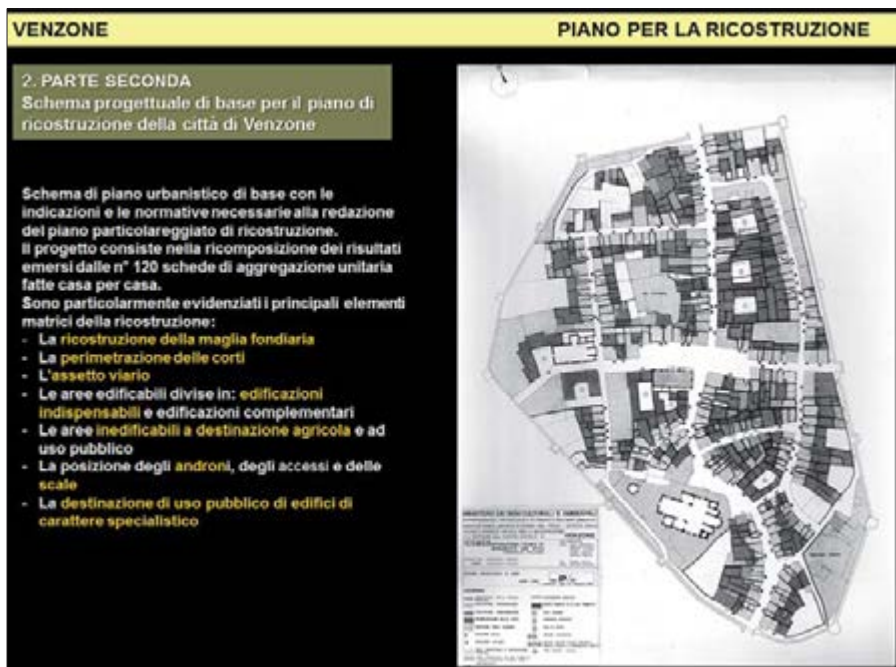 VENZONE
PIANO PER LA RICOSTRUZIONE
2. PARTE SECONDA
Schema progettuale di base per il piano di
ricostruzione della città di Venzone
Schema di piano urbanistico di base con le
indicazioni e le normative necessarie alla redazione
del piano particolareggiato di ricostruzione.
Il progetto consiste nella ricomposizione dei risultati
emersi dalle n° 120 schede di aggregazione unitaria
fatte casa per casa.
Sono particolarmente evidenziati i principali elementi
matrici della ricostruzione:
- La ricostruzione della maglia fondiaria
- La perimetrazione delle corti
- L'assetto viario
- Le aree edificabili divise in: edificazioni
indispensabili e edificazioni complementari
- Le aree inedificabili a destinazione agricola e ad
uso pubblico
- La posizione degli androni, degli accessi e delle
scale
- La destinazione di uso pubblico di edifici di
carattere specialistico
VENZONE